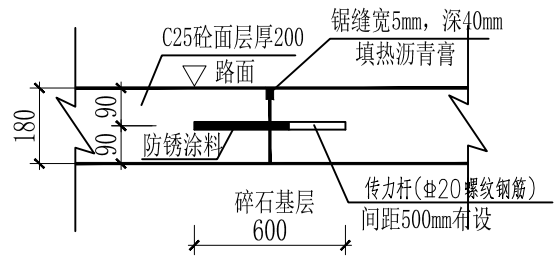 锯缝宽5mm，深40mm
C25砼面层厚200
填热沥青膏
路面
180
90
90
防锈涂料
传力杆(Φ20螺纹钢筋)
碎石基层
间距500mm布设
600